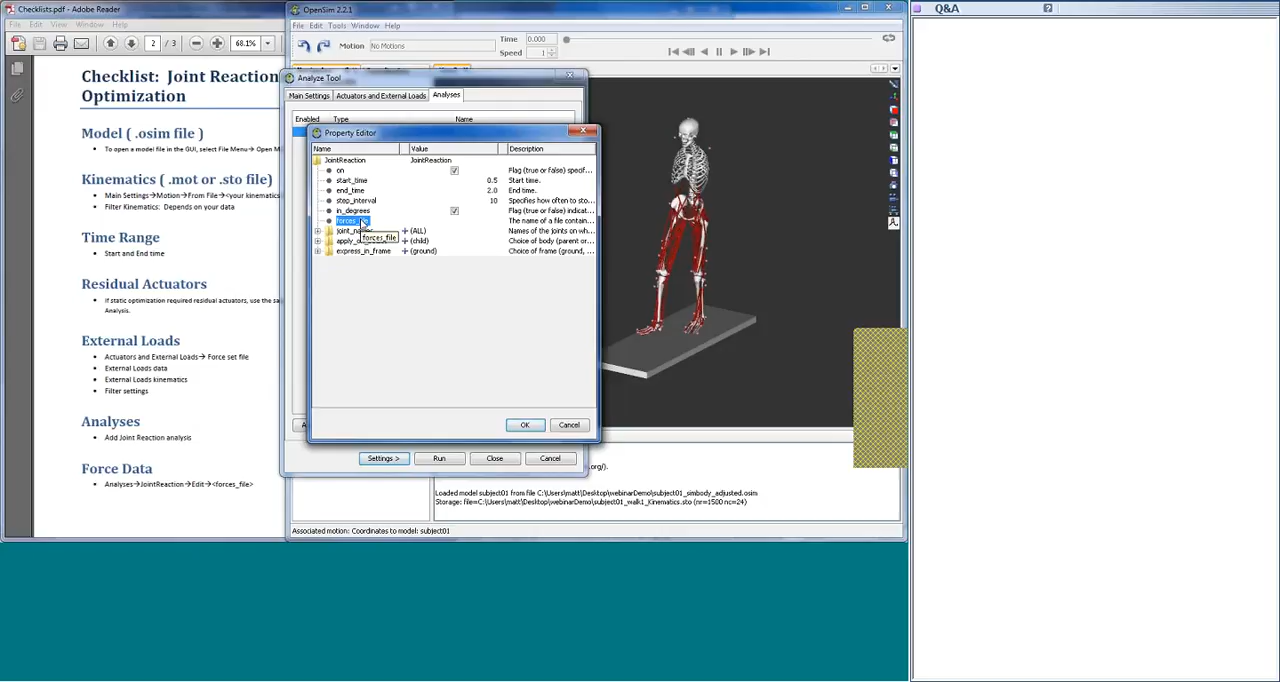 Checklists.pdf - Adobe Reader
File Edit View Window Help
2 / 3 68.1%
Checklist: Joint Reaction
Optimization
Model ( .osim file )
• To open a model file in the GUI, select File Menu→ Open M
Kinematics ( .mot or .sto file)
• Main Settings→Motion→From File→<your kinematics
• Filter Kinematics: Depends on your data
Time Range
• Start and End time
Residual Actuators
• If static optimization required residual actuators, use the sa
Analysis.
External Loads
• Actuators and External Loads→ Force set file
• External Loads data
• External Loads kinematics
• Filter settings
Analyses
• Add Joint Reaction analysis
Force Data
• Analyses→JointReaction→Edit→<forces_file>
OpenSim 2.2.1
File Edit Tools Window Help
Motion No Motions
Time 0.000
Speed 1
Analyze Tool
Main Settings Actuators and External Loads Analyses
Enabled Type Name
Property Editor
Name Value Description
JointReaction JointReaction
on Flag (true or false) specif...
start_time 0.5 Start time.
end_time 2.0 End time.
step_interval 10 Specifies how often to sto...
in_degrees Flag (true or false) indicat...
forces_file The name of a file contain...
forces_file
(ALL) Names of the joints on wh...
(child) Choice of body (parent or...
express_in_frame (ground) Choice of frame (ground, ...
OK Cancel
Settings > Run Close Cancel
org/).
Loaded model subject01 from file C:\Users\matt\Desktop\webinarDemo\subject01_simbody_adjusted.osim
Storage: file=C:\Users\matt\Desktop\webinarDemo\subject01_walk1_Kinematics.sto (nr=1500 nc=24)
Associated motion: Coordinates to model: subject01
Q&A